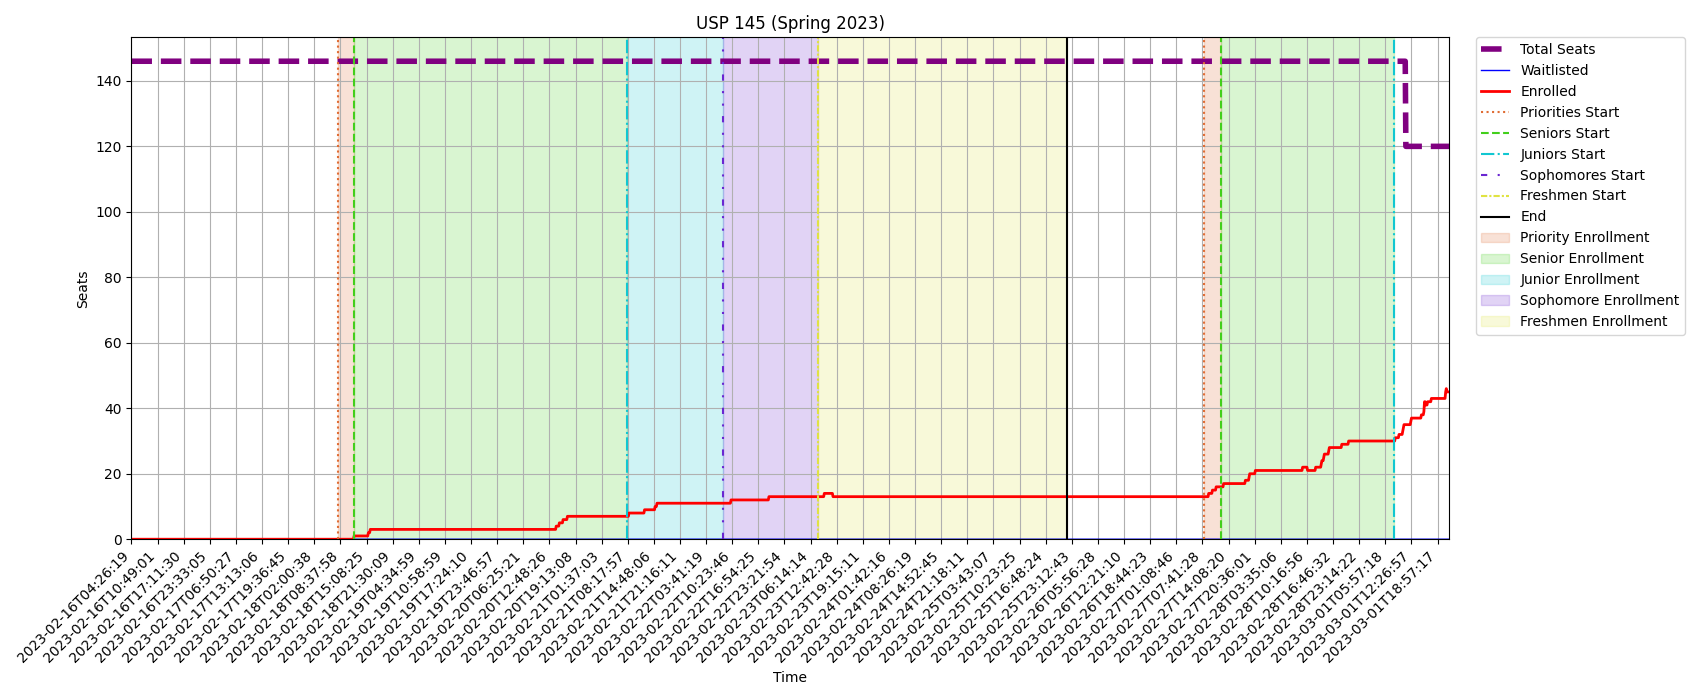 USP 145 (Spring 2023)
Seats
140
120
100
80
60
40
20
0
2023-02-16T04:26:19
2023-02-16T10:49:01
2023-02-16T17:11:30
2023-02-16T23:33:05
2023-02-17T06:50:27
2023-02-17T13:13:06
2023-02-17T19:36:45
2023-02-18T02:00:38
2023-02-18T08:37:58
2023-02-18T15:08:25
2023-02-18T21:30:09
2023-02-19T04:34:59
2023-02-19T10:58:59
2023-02-19T17:24:10
2023-02-19T23:46:57
2023-02-20T06:25:21
2023-02-20T12:48:26
2023-02-20T19:13:08
2023-02-21T01:37:03
2023-02-21T08:17:57
2023-02-21T14:48:06
2023-02-21T21:16:11
2023-02-22T03:41:19
2023-02-22T10:23:46
2023-02-22T16:54:25
2023-02-22T23:21:54
2023-02-23T06:14:14
2023-02-23T12:42:28
2023-02-23T19:15:11
2023-02-24T01:42:16
2023-02-24T08:26:19
2023-02-24T14:52:45
2023-02-24T21:18:11
2023-02-25T03:43:07
2023-02-25T10:23:25
2023-02-25T16:48:24
2023-02-25T23:12:43
2023-02-26T05:56:28
2023-02-26T12:21:10
2023-02-26T18:44:23
2023-02-27T01:08:46
2023-02-27T07:41:28
2023-02-27T14:08:20
2023-02-27T20:36:01
2023-02-28T03:35:06
2023-02-28T10:16:56
2023-02-28T16:46:32
2023-02-28T23:14:22
2023-03-01T05:57:18
2023-03-01T12:26:57
2023-03-01T18:57:17
Time
Total Seats
Waitlisted
Enrolled
Priorities Start
Seniors Start
Juniors Start
Sophomores Start
Freshmen Start
End
Priority Enrollment
Senior Enrollment
Junior Enrollment
Sophomore Enrollment
Freshmen Enrollment